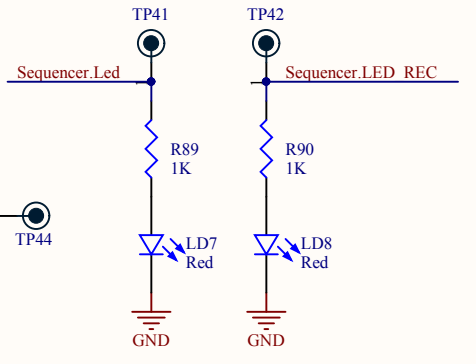 TP41
TP42
Sequencer.Led
Sequencer.LED_REC
R89
1K
R90
1K
TP44
LD7
Red
LD8
Red
GND
GND